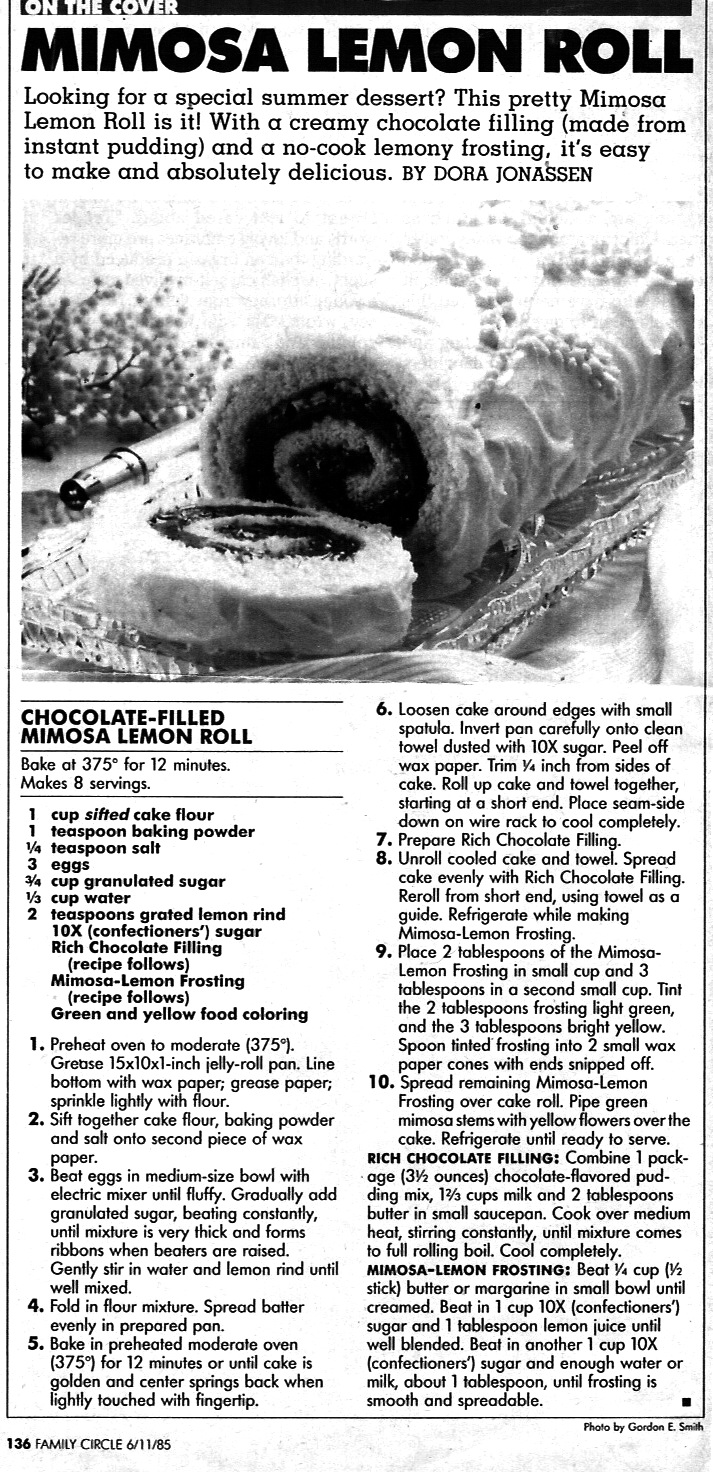 ON THE COVER
MIMOSA LEMON ROLL
Looking for a special summer dessert? This pretty Mimosa
Lemon Roll is it! With a creamy chocolate filling (made from
instant pudding) and a no-cook lemony frosting, it's easy
to make and absolutely delicious. BY DORA JONASSEN
CHOCOLATE-FILLED
MIMOSA LEMON ROLL
Bake at 375° for 12 minutes.
Makes 8 servings.
1 cup sifted cake flour
1 teaspoon baking powder
¼ teaspoon salt
3 eggs
¾ cup granulated sugar
⅓ cup water
2 teaspoons grated lemon rind
10X (confectioners') sugar
Rich Chocolate Filling
(recipe follows)
Mimosa-Lemon Frosting
(recipe follows)
Green and yellow food coloring
1. Preheat oven to moderate (375°).
Grease 15x10x1-inch jelly-roll pan. Line
bottom with wax paper; grease paper;
sprinkle lightly with flour.
2. Sift together cake flour, baking powder
and salt onto second piece of wax
paper.
3. Beat eggs in medium-size bowl with
electric mixer until fluffy. Gradually add
granulated sugar, beating constantly,
until mixture is very thick and forms
ribbons when beaters are raised.
Gently stir in water and lemon rind until
well mixed.
4. Fold in flour mixture. Spread batter
evenly in prepared pan.
5. Bake in preheated moderate oven
(375°) for 12 minutes or until cake is
golden and center springs back when
lightly touched with fingertip.
6. Loosen cake around edges with small
spatula. Invert pan carefully onto clean
towel dusted with 10X sugar. Peel off
wax paper. Trim ¼ inch from sides of
cake. Roll up cake and towel together,
starting at a short end. Place seam-side
down on wire rack to cool completely.
7. Prepare Rich Chocolate Filling.
8. Unroll cooled cake and towel. Spread
cake evenly with Rich Chocolate Filling.
Reroll from short end, using towel as a
guide. Refrigerate while making
Mimosa-Lemon Frosting.
9. Place 2 tablespoons of the Mimosa-
Lemon Frosting in small cup and 3
tablespoons in a second small cup. Tint
the 2 tablespoons frosting light green,
and the 3 tablespoons bright yellow.
Spoon tinted frosting into 2 small wax
paper cones with ends snipped off.
10. Spread remaining Mimosa-Lemon
Frosting over cake roll. Pipe green
mimosa stems with yellow flowers over the
cake. Refrigerate until ready to serve.
RICH CHOCOLATE FILLING: Combine 1 pack-
age (3½ ounces) chocolate-flavored pud-
ding mix, 1⅔ cups milk and 2 tablespoons
butter in small saucepan. Cook over medium
heat, stirring constantly, until mixture comes
to full rolling boil. Cool completely.
MIMOSA-LEMON FROSTING: Beat ¼ cup (½
stick) butter or margarine in small bowl until
creamed. Beat in 1 cup 10X (confectioners')
sugar and 1 tablespoon lemon juice until
well blended. Beat in another 1 cup 10X
(confectioners') sugar and enough water or
milk, about 1 tablespoon, until frosting is
smooth and spreadable.
Photo by Gordon E. Smith
136 FAMILY CIRCLE 6/11/85